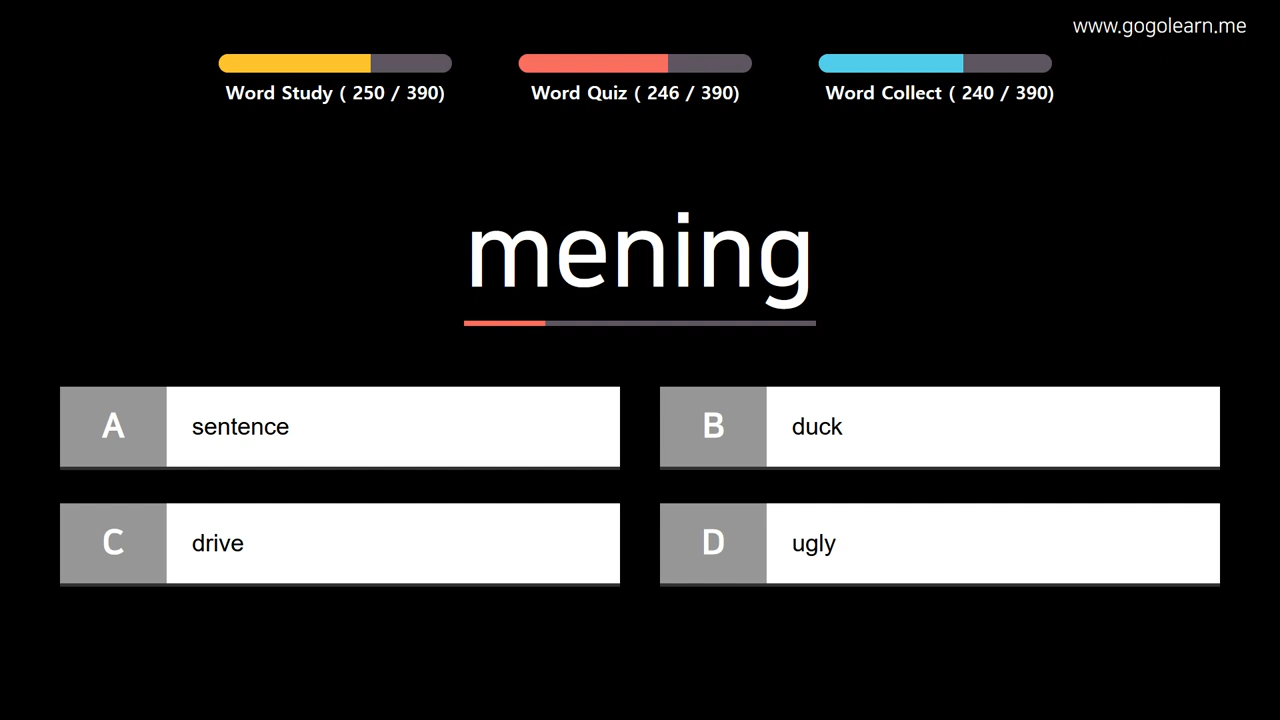 www.gogolearn.me
Word Study ( 250 / 390)
Word Quiz ( 246 / 390)
Word Collect ( 240 / 390)
mening
A sentence
B duck
C drive
D ugly